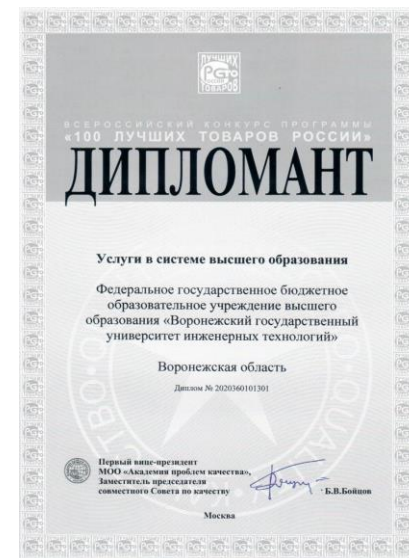 ЛУЧШИХ
ТОВАРОВ
ВСЕРОССИЙСКИЙ КОНКУРС ПРОГРАММЫ
«100 ЛУЧШИХ ТОВАРОВ РОССИИ»
ДИПЛОМАНТ
Услуги в системе высшего образования
Федеральное государственное бюджетное
образовательное учреждение высшего
образования «Воронежский государственный
университет инженерных технологий»
Воронежская область
Диплом № 2020360101301
Первый вице-президент
МОО «Академия проблем качества»,
Заместитель председателя
совместного Совета по качеству
Б.В.Бойцов
Москва